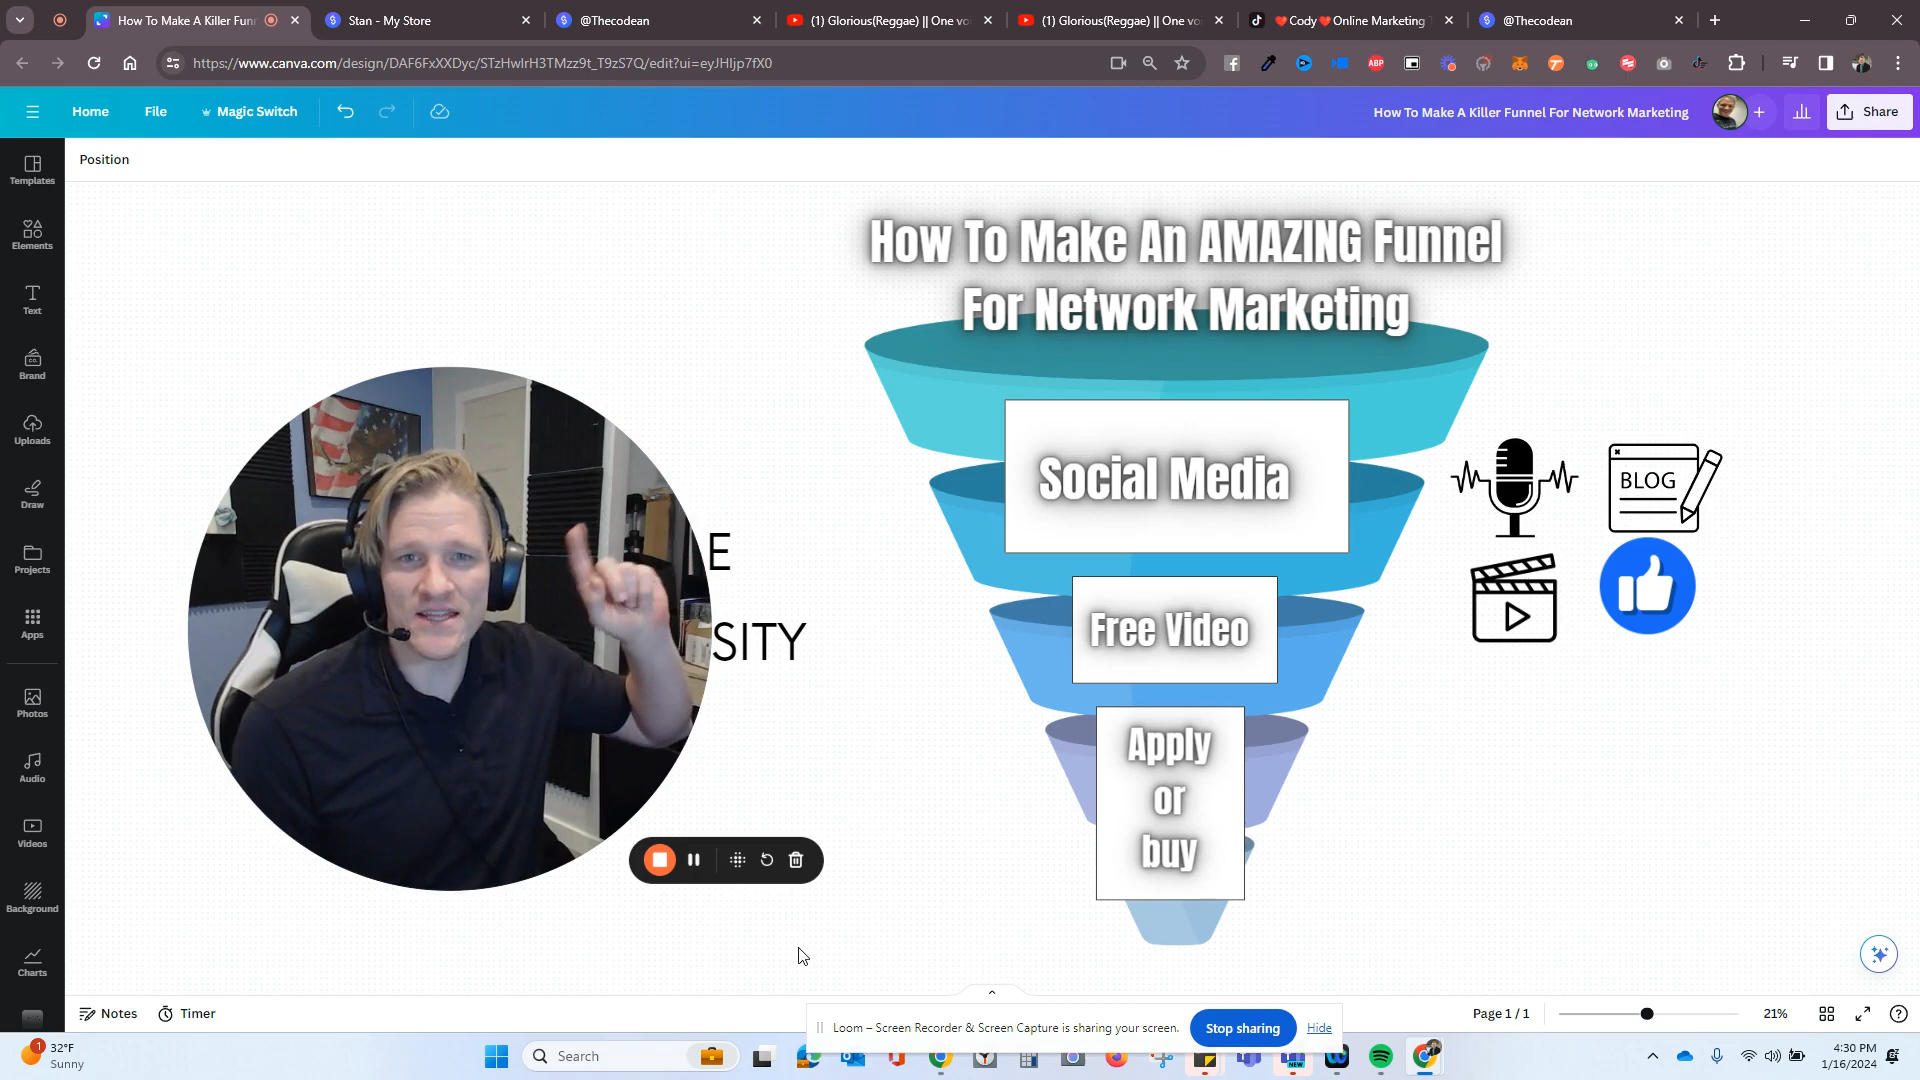 How To Make A Killer Funn
Stan - My Store
@Thecodean
(1) Glorious(Reggae) || One vo
(1) Glorious(Reggae) || One vo
❤Cody❤Online Marketing
@Thecodean
https://www.canva.com/design/DAF6FxXXDyc/STzHwIrH3TMzz9t_T9zS7Q/edit?ui=eyJHIjp7fX0
ABP
Home
File
Magic Switch
How To Make A Killer Funnel For Network Marketing
Share
Position
Templates
Elements
Text
Brand
Uploads
Draw
Projects
Apps
Photos
Audio
Videos
Background
Charts
How To Make An AMAZING Funnel
For Network Marketing
Social Media
BLOG
E
SITY
Free Video
Apply
or
buy
Notes
Timer
Page 1 / 1
21%
Loom – Screen Recorder & Screen Capture is sharing your screen.
Stop sharing
Hide
1
32°F
Sunny
Search
NEW
4:30 PM
1/16/2024